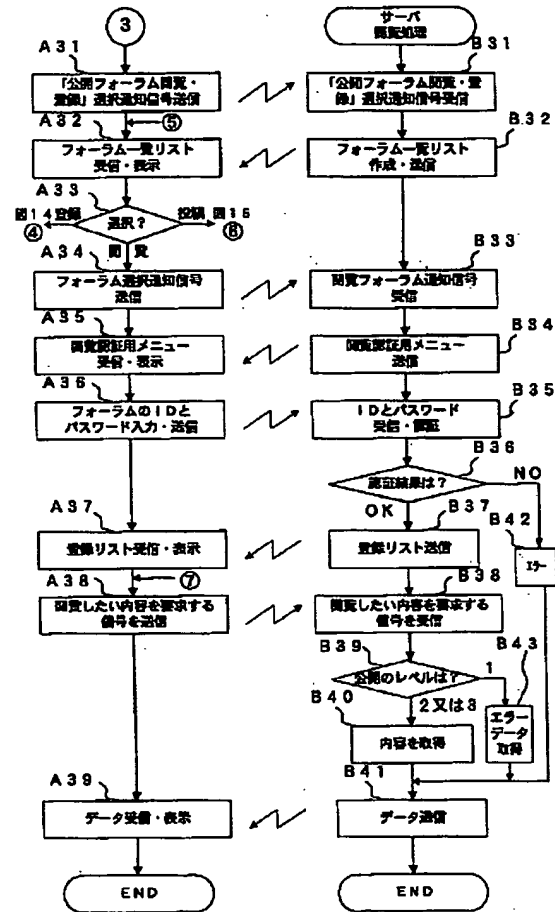 ③
サーバ
閲覧処理
A31
「公開フォーラム閲覧・
登録」選択通知信号送信
B31
「公開フォーラム閲覧・
登録」選択通知信号受信
⑤
A32
フォーラム一覧リスト
受信・表示
B32
フォーラム一覧リスト
作成・送信
A33
選択?
図14登録
④
投稿 図16
⑥
閲覧
A34
フォーラム選択通知信号
送信
B33
閲覧フォーラム通知信号
受信
A35
閲覧認証用メニュー
受信・表示
B34
閲覧認証用メニュー
送信
A36
フォーラムのIDと
パスワード入力・送信
B35
IDとパスワード
受信・認証
B36
認証結果は?
NO
OK
B42
エラー
A37
登録リスト受信・表示
B37
登録リスト送信
⑦
A38
閲覧したい内容を要求する
信号を送信
B38
閲覧したい内容を要求する
信号を受信
B39
公開のレベルは?
1
2又は3
B43
エラー
データ
取得
B40
内容を取得
A39
データ受信・表示
B41
データ送信
END
END